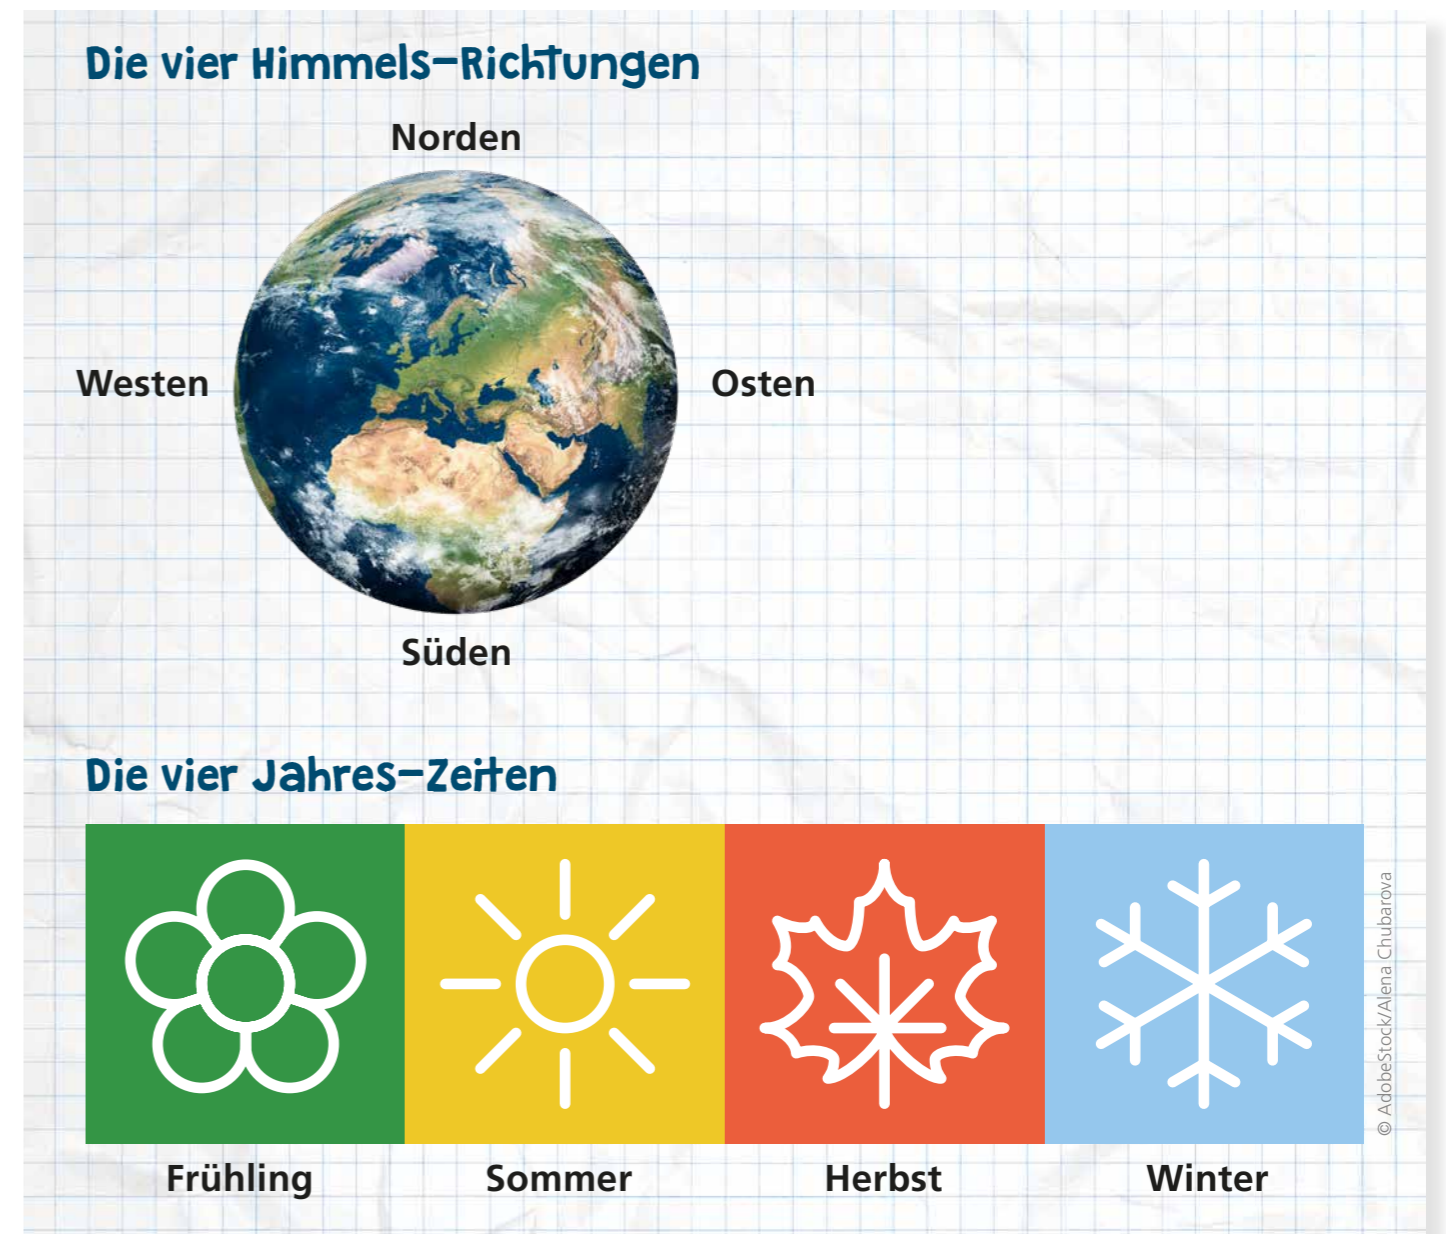 Die vier Himmels-Richtungen
Norden
Westen
Osten
Süden
Die vier Jahres-Zeiten
Frühling
Sommer
Herbst
Winter
© AdobeStock/Alena Chubarova